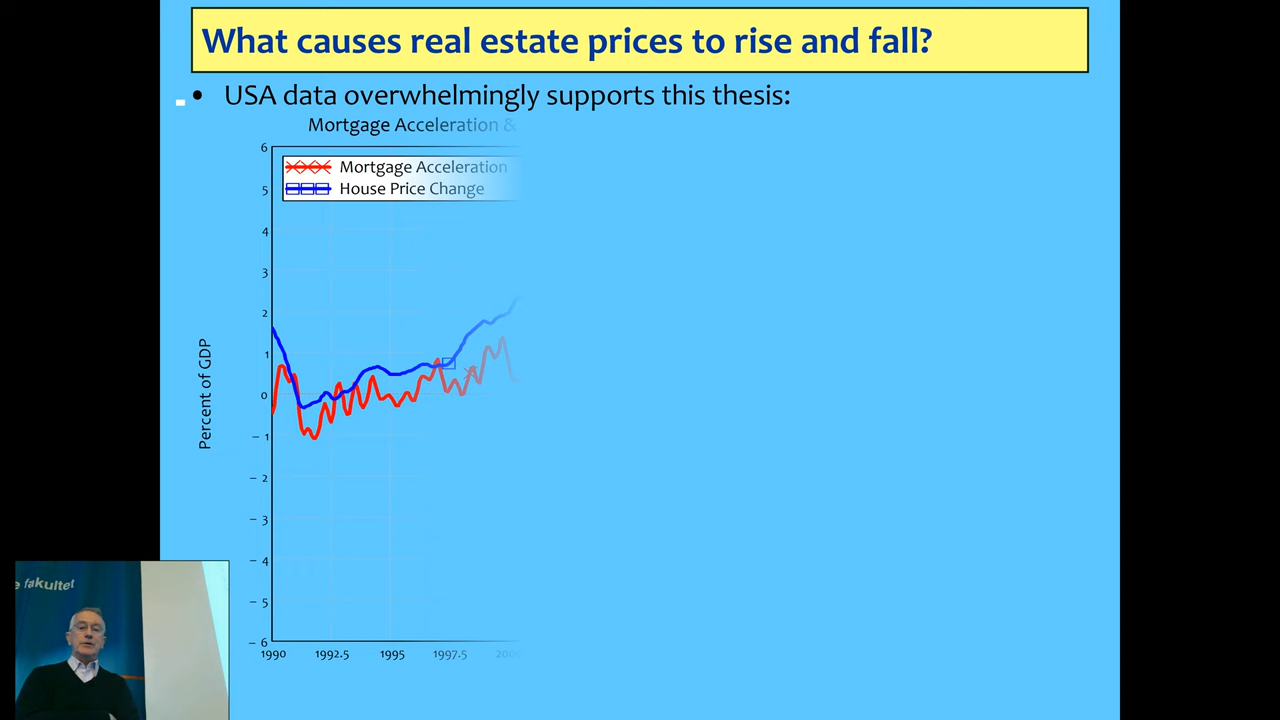 What causes real estate prices to rise and fall?
• USA data overwhelmingly supports this thesis:
Mortgage Acceleration &
Mortgage Acceleration
House Price Change
6
5
4
3
2
1
0
– 1
– 2
– 3
– 4
– 5
– 6
Percent of GDP
1990 1992.5 1995 1997.5
e fakultet